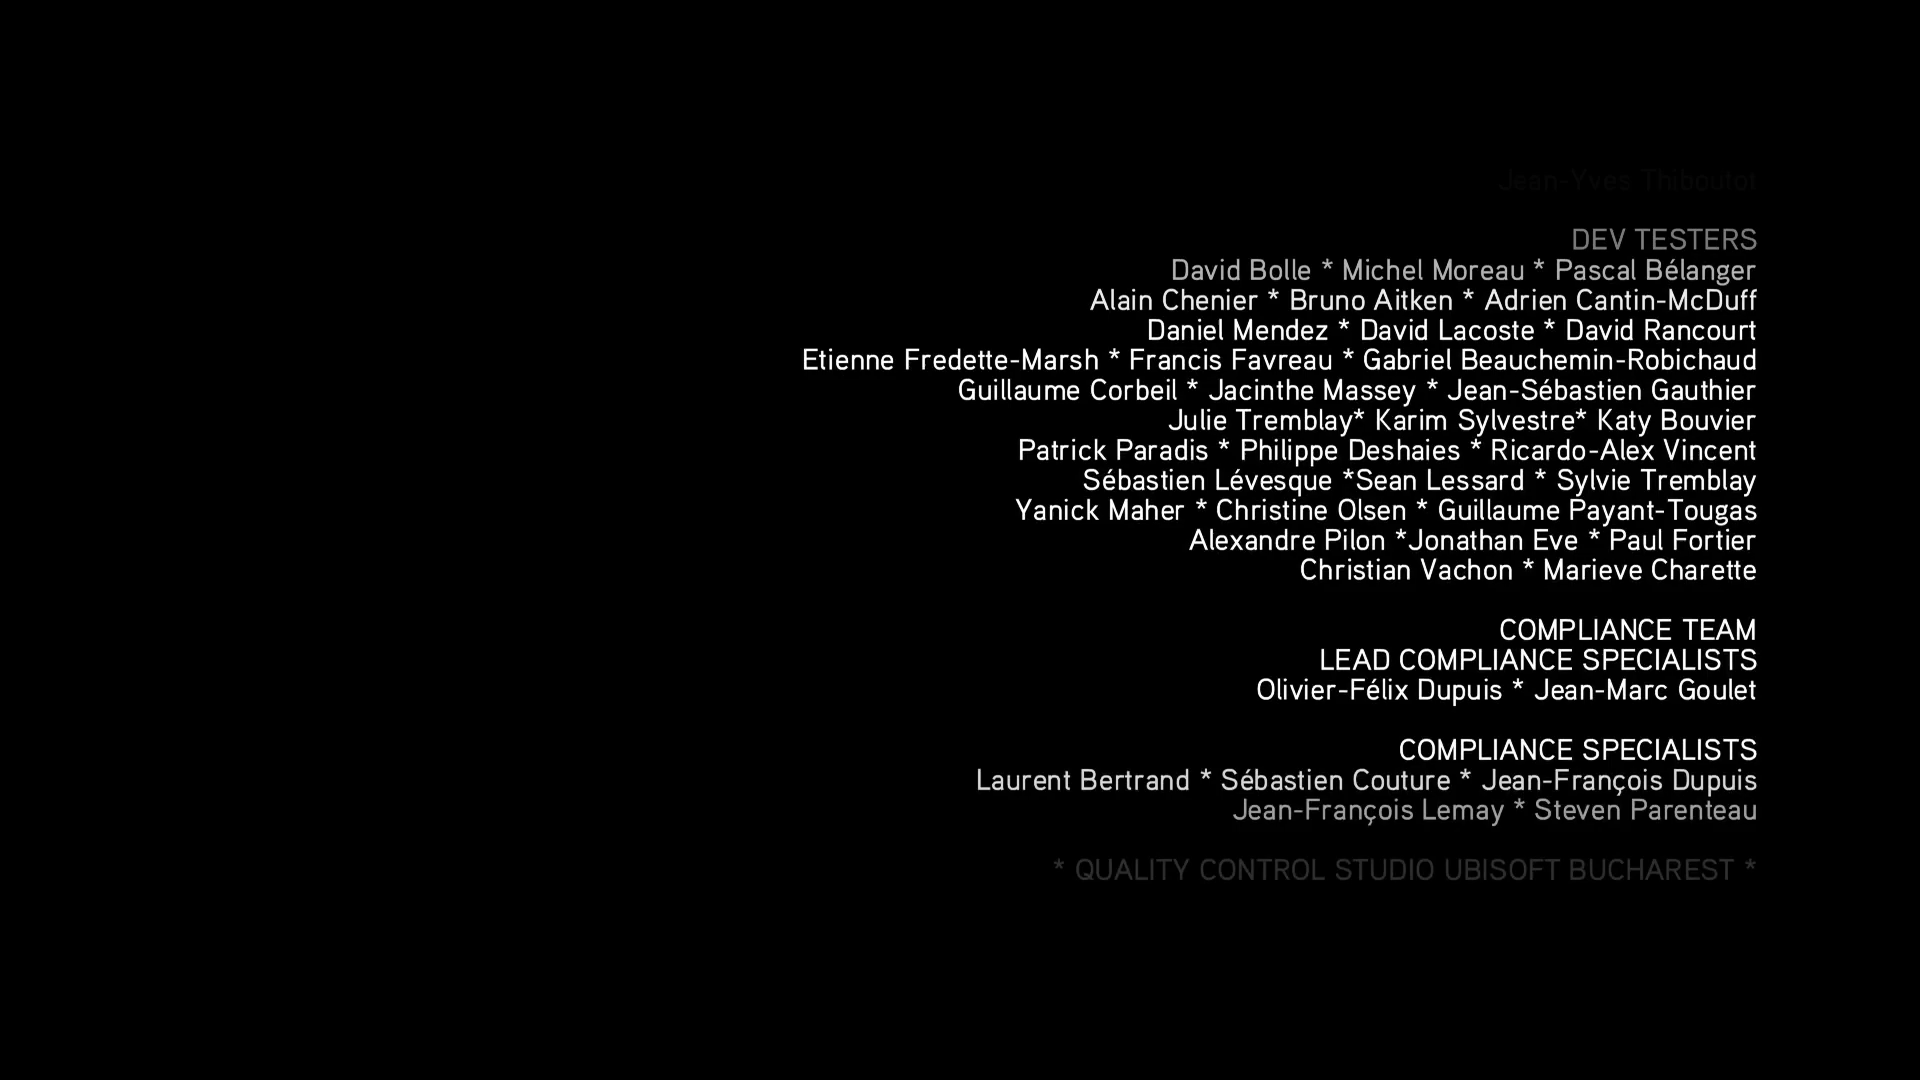 Jean-Yves Thiboutot
DEV TESTERS
David Bolle * Michel Moreau * Pascal Bélanger
Alain Chenier * Bruno Aitken * Adrien Cantin-McDuff
Daniel Mendez * David Lacoste * David Rancourt
Etienne Fredette-Marsh * Francis Favreau * Gabriel Beauchemin-Robichaud
Guillaume Corbeil * Jacinthe Massey * Jean-Sébastien Gauthier
Julie Tremblay* Karim Sylvestre* Katy Bouvier
Patrick Paradis * Philippe Deshaies * Ricardo-Alex Vincent
Sébastien Lévesque *Sean Lessard * Sylvie Tremblay
Yanick Maher * Christine Olsen * Guillaume Payant-Tougas
Alexandre Pilon *Jonathan Eve * Paul Fortier
Christian Vachon * Marieve Charette
COMPLIANCE TEAM
LEAD COMPLIANCE SPECIALISTS
Olivier-Félix Dupuis * Jean-Marc Goulet
COMPLIANCE SPECIALISTS
Laurent Bertrand * Sébastien Couture * Jean-François Dupuis
Jean-François Lemay * Steven Parenteau
* QUALITY CONTROL STUDIO UBISOFT BUCHAREST *